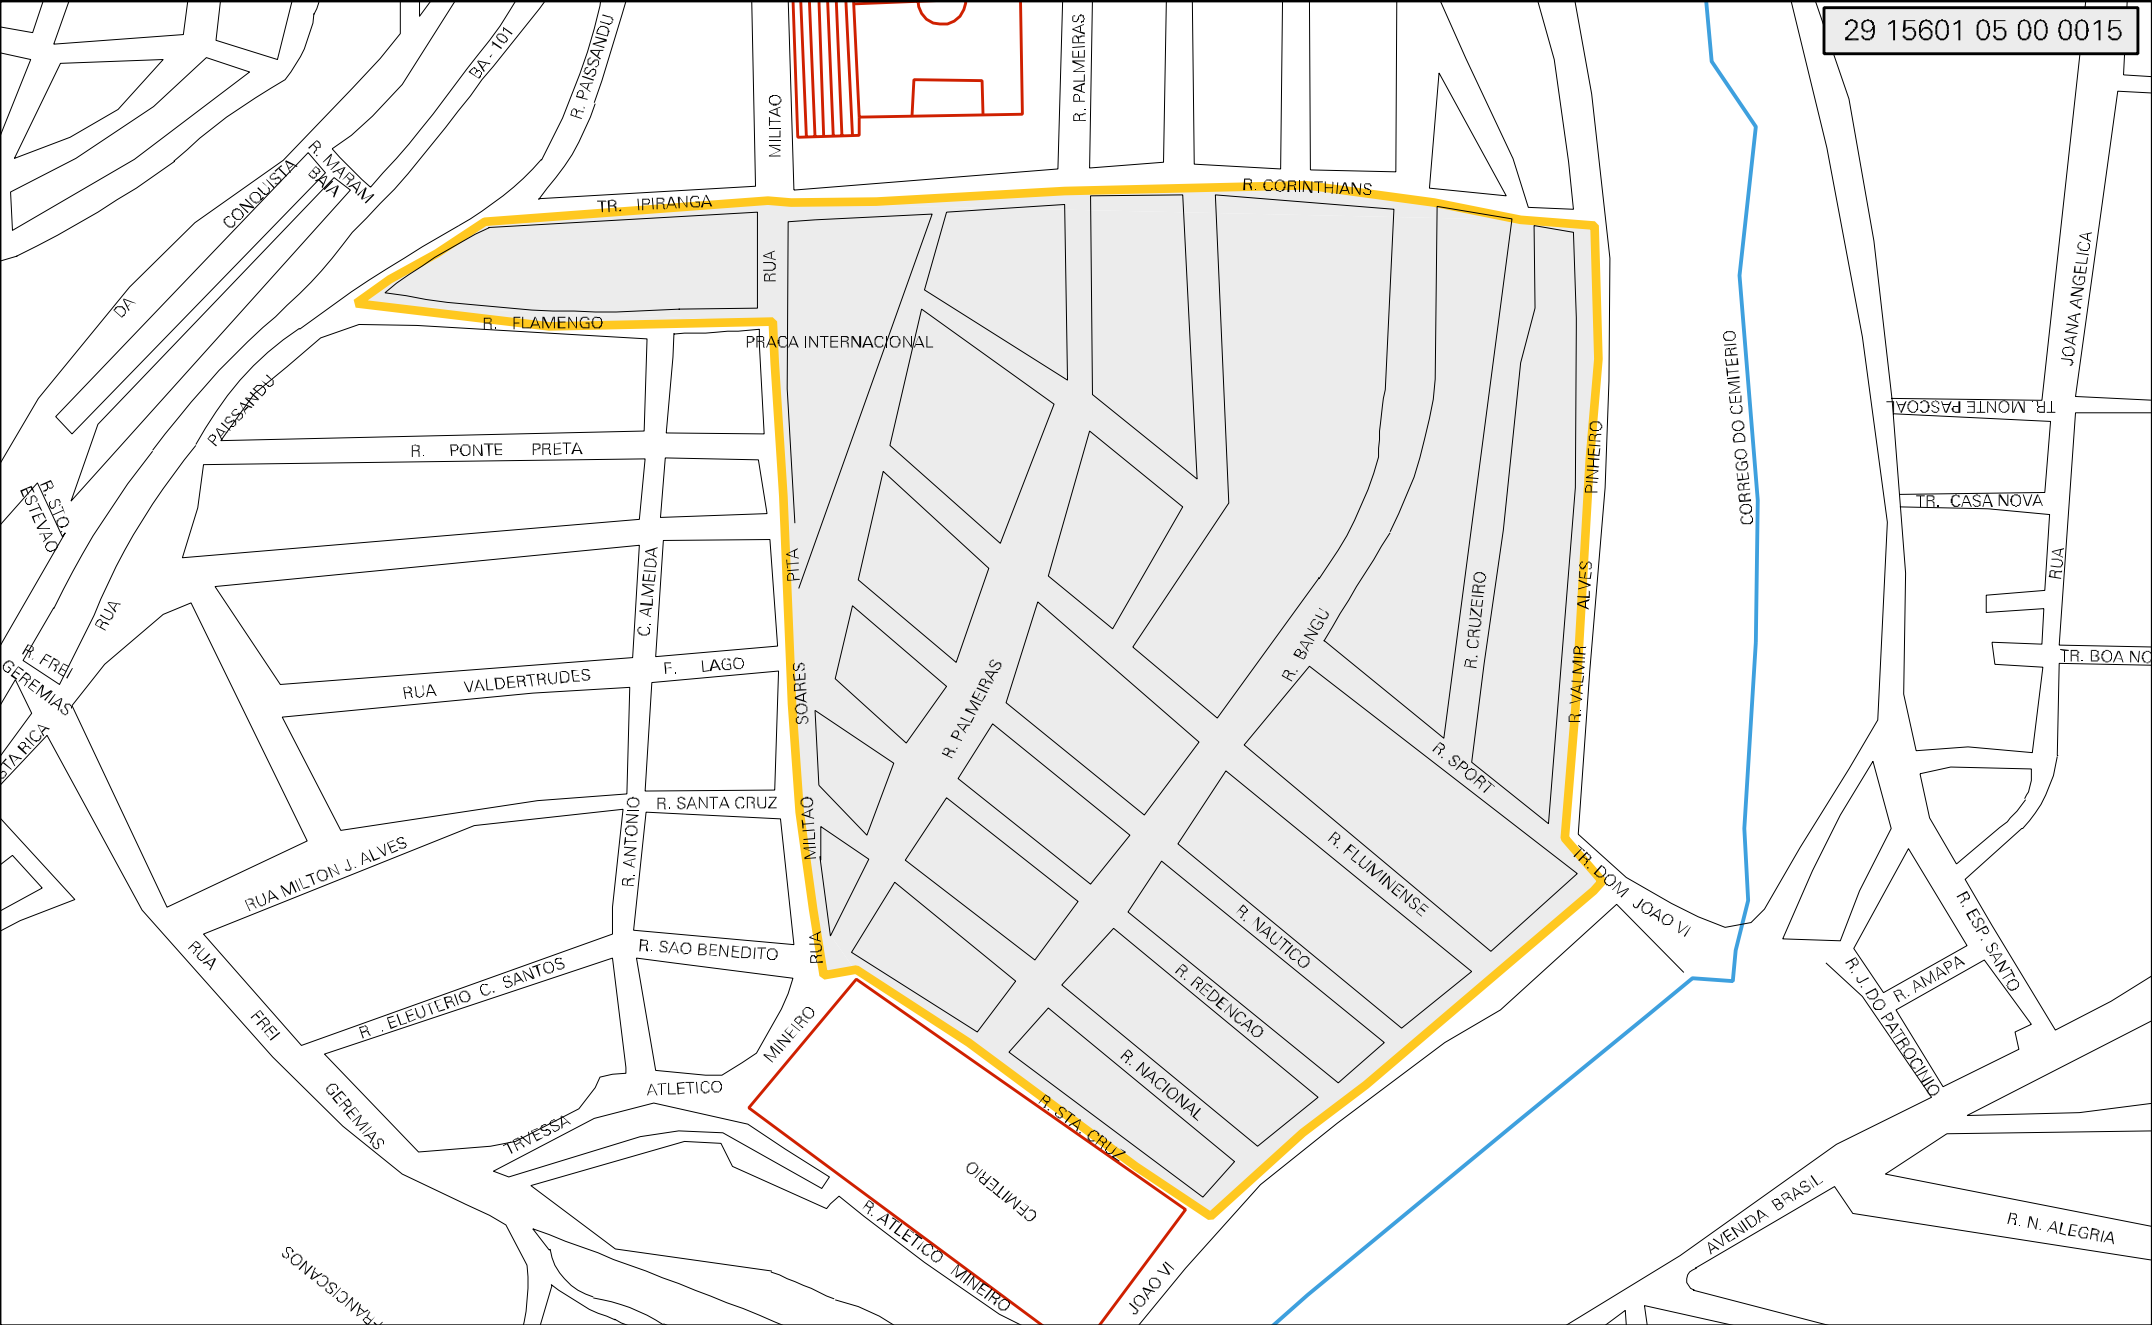 29 15601 05 00 0015
BA - 101
R. PAISSANDU
MILITAO
R. PALMEIRAS
R. MARAM
BAIA
CONQUISTA
DA
TR. IPIRANGA
R. CORINTHIANS
RUA
R. FLAMENGO
PRACA INTERNACIONAL
JOANA ANGELICA
CORREGO DO CEMITERIO
PAISSANDU
R. PONTE PRETA
PINHEIRO
TR. MONTE PASCOAL
TR. CASA NOVA
R. STO.
ESTEVAO
C. ALMEIDA
PITA
ALVES
RUA
RUA
R. CRUZEIRO
R. BANGU
R. FREI
GEREMIAS
F. LAGO
RUA VALDERTRUDES
SOARES
R. PALMEIRAS
R. VALMIR
TR. BOA NO
STA RICA
R. SPORT
R. SANTA CRUZ
MILITAO
R. ANTONIO
RUA MILTON J. ALVES
R. FLUMINENSE
TR. DOM JOAO VI
R. NAUTICO
R. ESP. SANTO
RUA
R. SAO BENEDITO
RUA
R. ELEUTERIO C. SANTOS
R. REDENCAO
R. AMAPA
R. J. DO PATROCINIO
FREI
MINEIRO
R. NACIONAL
GEREMIAS
ATLETICO
TRVESSA
R. STA. CRUZ
CEMITERIO
R. ATLETICO MINEIRO
JOAO VI
AVENIDA BRASIL
R. N. ALEGRIA
FRANCISCANOS